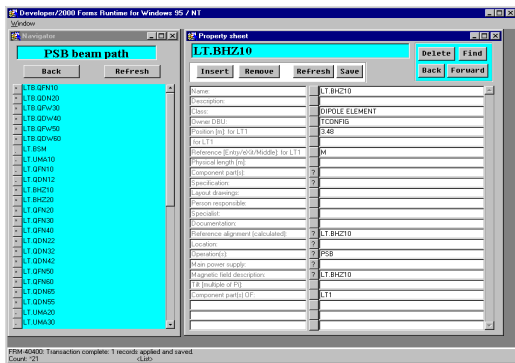 Developer/2000 Forms Runtime for Windows 95 / NT
Window
Navigator
PSB beam path
Back Refresh
LTB.QFN10
LTB.QDN20
LTB.QFW30
LTB.QDW40
LTB.QFW50
LTB.QDW60
LT.BSM
LT.UMA10
LT.QFN10
LT.QDN12
LT.BHZ10
LT.BHZ20
LT.QFN20
LT.QFN30
LT.QFN40
LT.QDN22
LT.QDN32
LT.QDN42
LT.QFN50
LT.QFN60
LT.QDN65
LT.QDN55
LT.UMA20
LT.UMA30
Property sheet
LT.BHZ10
Delete Find
Insert Remove Refresh Save
Back Forward
Name: LT.BHZ10
Description:
Class: DIPOLE ELEMENT
Owner DBU: TCONFIG
Position [m]: for LT1 3.48
for LT1
Reference (Entry/eXit/Middle): for LT1 M
Physical length [m]:
Component part(s) ?
Specification: ?
Layout drawings:
Person responsible:
Specialist:
Documentation:
Reference alignment (calculated): ? LT.BHZ10
Location: ?
Operation(s): ? PSB
Main power supply: ?
Magnetic field description: ? LT.BHZ10
Tilt (multiple of Pi)
Component part(s) OF: LT1
FRM-40400: Transaction complete: 1 records applied and saved.
Count: *21 <List>